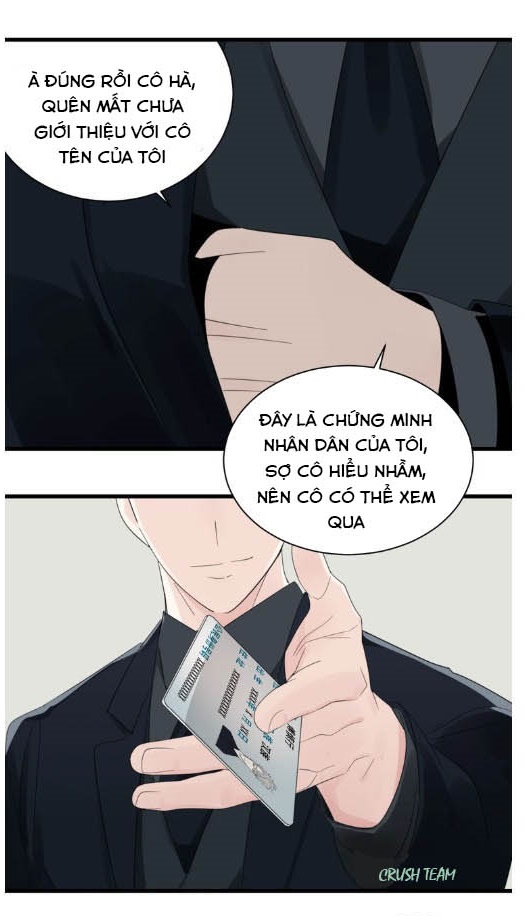 À ĐÚNG RỒI CÔ HÀ,
QUÊN MẤT CHƯA
GIỚI THIỆU VỚI CÔ
TÊN CỦA TÔI
ĐÂY LÀ CHỨNG MINH
NHÂN DÂN CỦA TÔI,
SỢ CÔ HIỂU NHẦM,
NÊN CÔ CÓ THỂ XEM
QUA
CRUSH TEAM